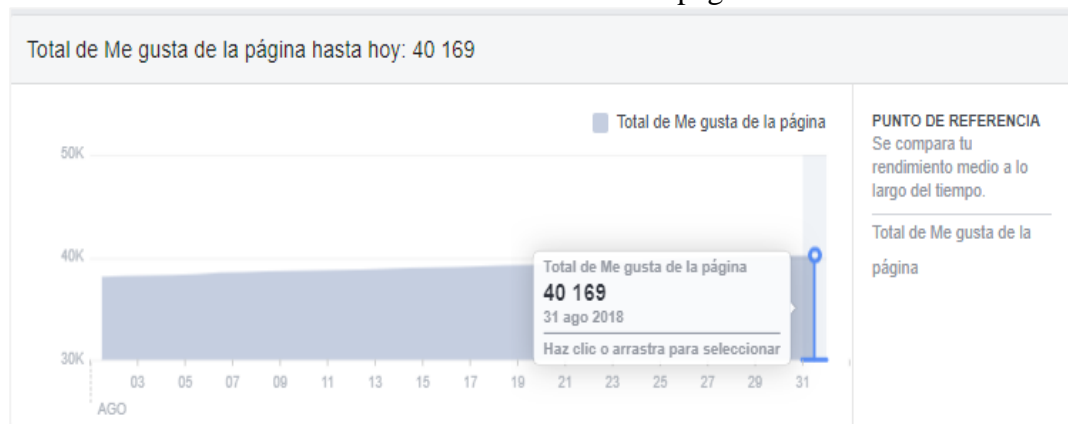 Total de Me gusta de la página hasta hoy: 40 169
Total de Me gusta de la página
50K
40K
30K
03 05 07 09 11 13 15 17 19 21 23 25 27 29 31
AGO
Total de Me gusta de la página
40 169
31 ago 2018
Haz clic o arrastra para seleccionar
PUNTO DE REFERENCIA
Se compara tu
rendimiento medio a lo
largo del tiempo.
Total de Me gusta de la
página